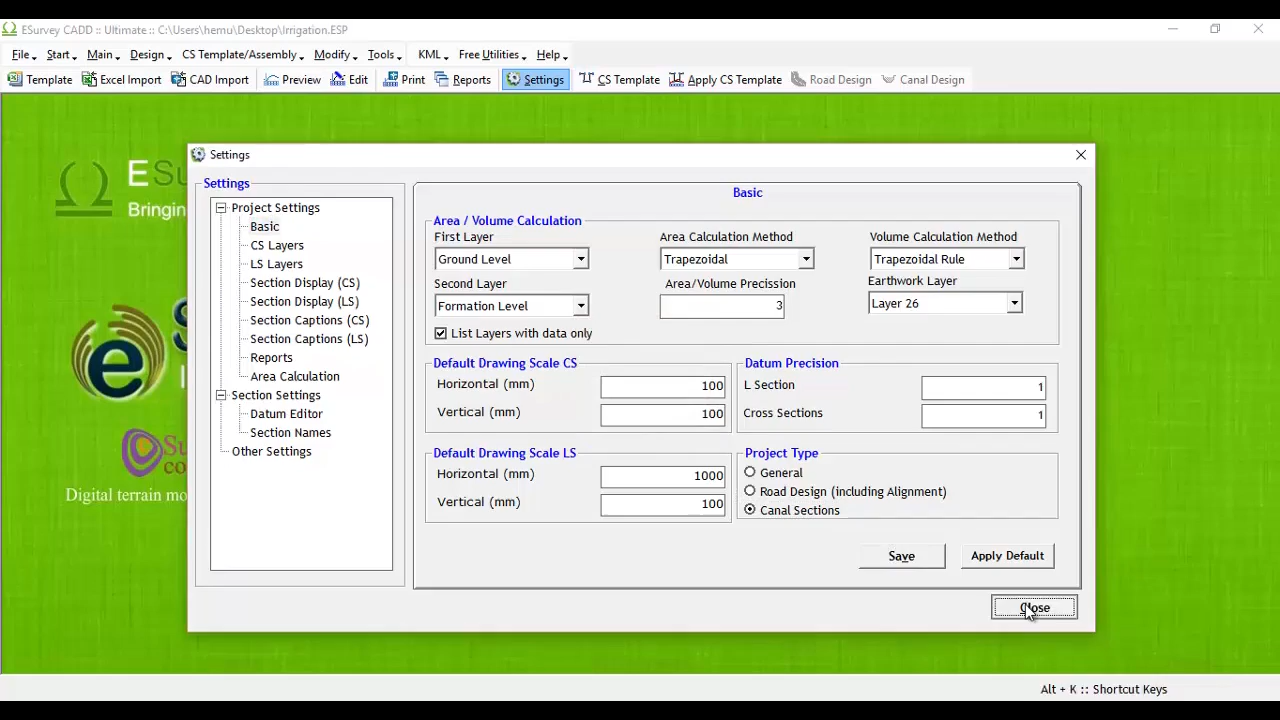 ESurvey CADD :: Ultimate :: C:\Users\hemu\Desktop\Irrigation.ESP
File Start Main Design CS Template/Assembly Modify Tools KML Free Utilities Help
Template Excel Import CAD Import Preview Edit Print Reports Settings CS Template Apply CS Template Road Design Canal Design
Settings
Settings
Project Settings
Basic
CS Layers
LS Layers
Section Display (CS)
Section Display (LS)
Section Captions (CS)
Section Captions (LS)
Reports
Area Calculation
Section Settings
Datum Editor
Section Names
Other Settings
Basic
Area / Volume Calculation
First Layer Area Calculation Method Volume Calculation Method
Ground Level Trapezoidal Trapezoidal Rule
Second Layer Area/Volume Precission Earthwork Layer
Formation Level 3 Layer 26
List Layers with data only
Default Drawing Scale CS
Horizontal (mm) 100
Vertical (mm) 100
Datum Precision
L Section 1
Cross Sections 1
Default Drawing Scale LS
Horizontal (mm) 1000
Vertical (mm) 100
Project Type
General
Road Design (including Alignment)
Canal Sections
Save Apply Default
Close
Digital terrain mo
Alt + K :: Shortcut Keys